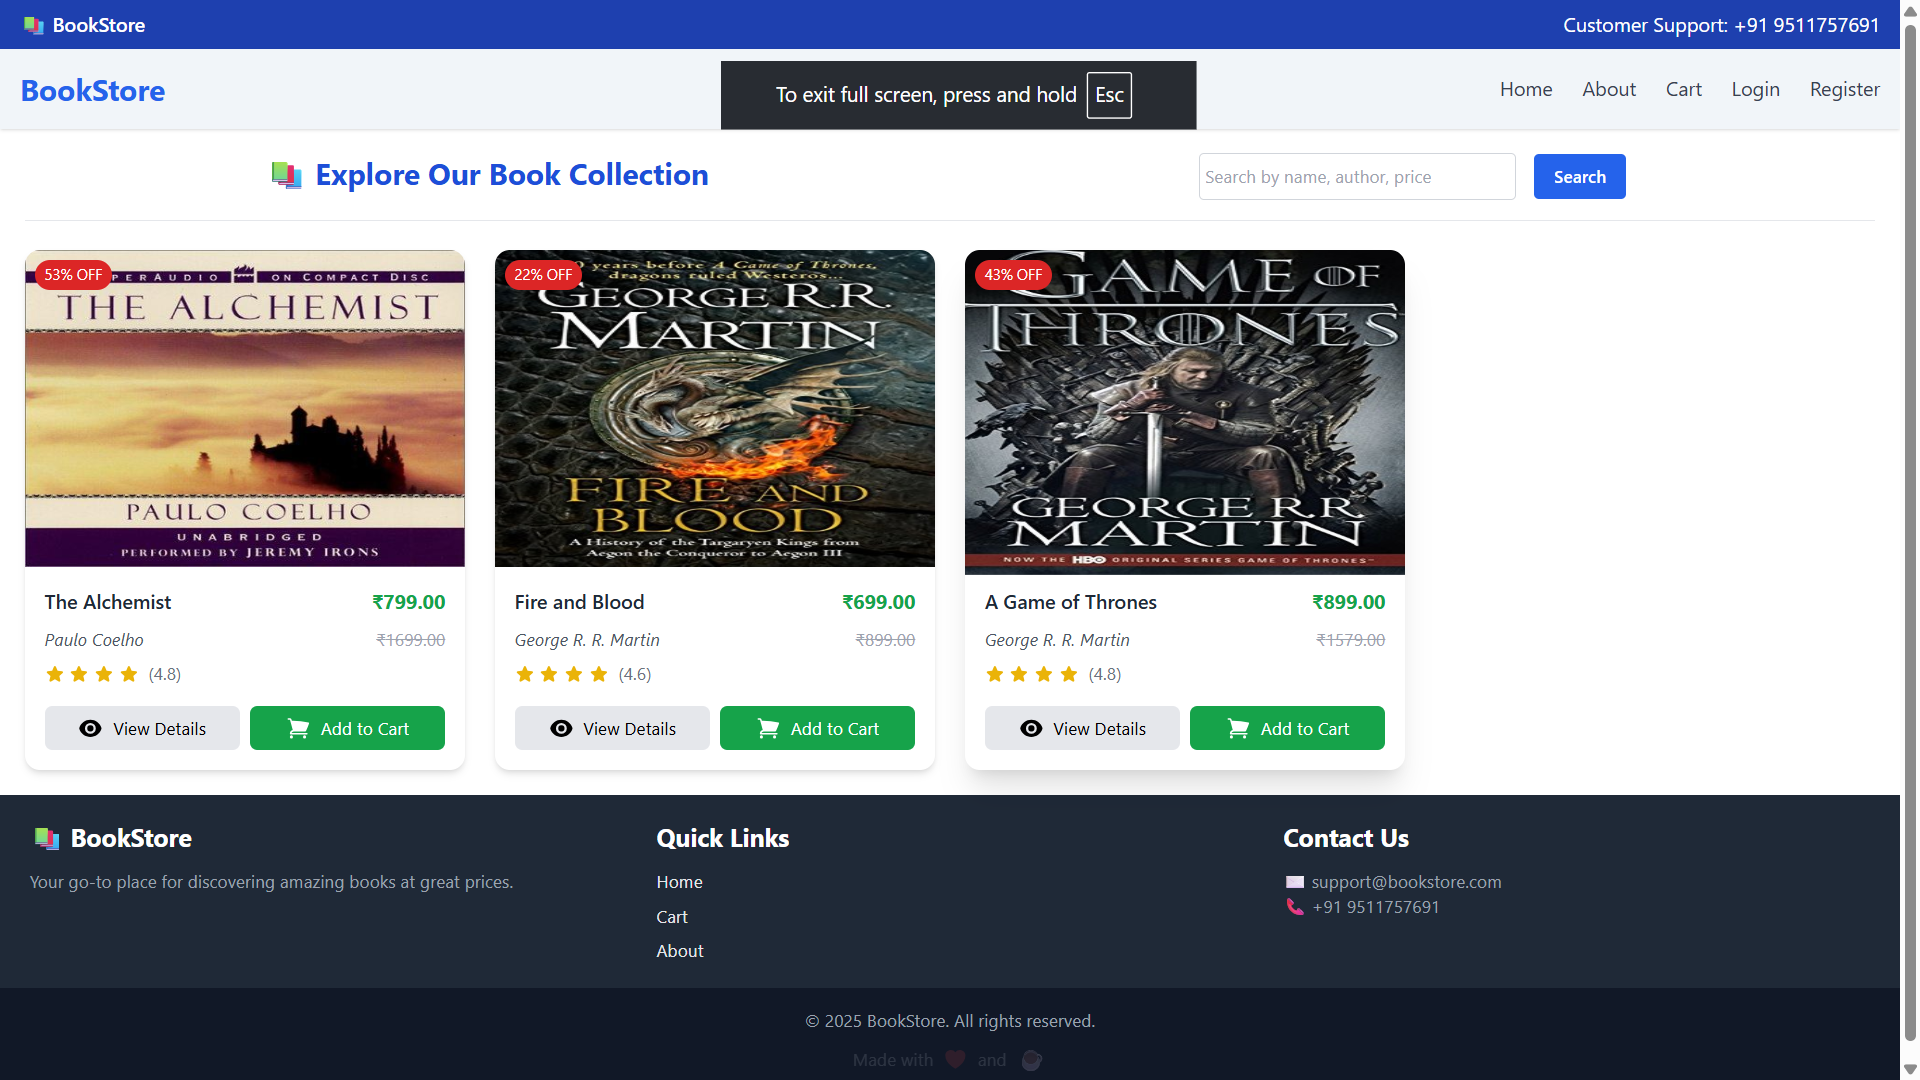 BookStore
Customer Support: +91 9511757691
BookStore
To exit full screen, press and hold Esc
Home About Cart Login Register
Explore Our Book Collection
Search by name, author, price
Search
53% OFF
PERAUDIO ON COMPACT DISC
THE ALCHEMIST
PAULO COELHO
UNABRIDGED
PERFORMED BY JEREMY IRONS
The Alchemist ₹799.00
Paulo Coelho ₹1699.00
(4.8)
View Details Add to Cart
22% OFF
0 years before A Game of Thrones,
dragons ruled Westeros...
GEORGE R.R.
MARTIN
FIRE AND
BLOOD
A History of the Targaryen Kings from
Aegon the Conqueror to Aegon III
Fire and Blood ₹699.00
George R. R. Martin ₹899.00
(4.6)
View Details Add to Cart
43% OFF
GAME OF
THRONES
GEORGE R.R.
MARTIN
NOW THE HBO ORIGINAL SERIES GAME OF THRONES
A Game of Thrones ₹899.00
George R. R. Martin ₹1579.00
(4.8)
View Details Add to Cart
BookStore
Your go-to place for discovering amazing books at great prices.
Quick Links
Home
Cart
About
Contact Us
support@bookstore.com
+91 9511757691
© 2025 BookStore. All rights reserved.
Made with and